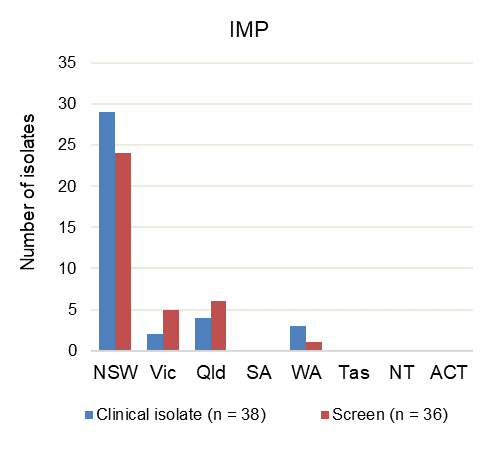 IMP
35
30
25
20
15
10
5
0
Number of isolates
NSW Vic Qld SA WA Tas NT ACT
Clinical isolate (n = 38) Screen (n = 36)